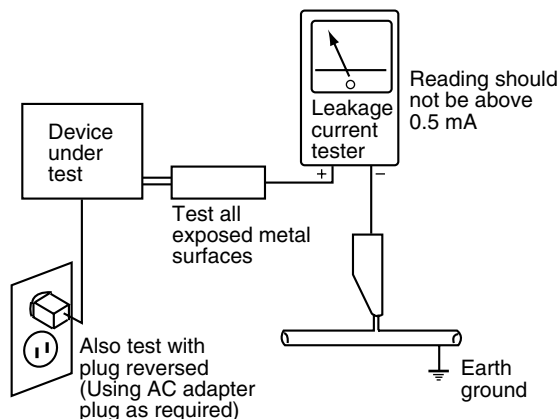 Leakage
current
tester
+
−
Reading should
not be above
0.5 mA
Device
under
test
Test all
exposed metal
surfaces
Also test with
plug reversed
(Using AC adapter
plug as required)
Earth
ground